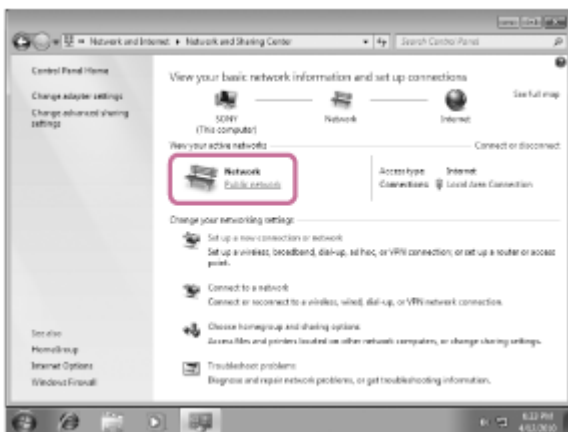 Network and Internet ▸ Network and Sharing Center
Search Control Panel
Control Panel Home
Change adapter settings
Change advanced sharing
settings
See also
HomeGroup
Internet Options
Windows Firewall
View your basic network information and set up connections
See full map
SONY
(This computer)
Network
Internet
View your active networks
Connect or disconnect
Network
Public network
Access type: Internet
Connections: Local Area Connection
Change your networking settings
Set up a new connection or network
Set up a wireless, broadband, dial-up, ad hoc, or VPN connection; or set up a router or access
point.
Connect to a network
Connect or reconnect to a wireless, wired, dial-up, or VPN network connection.
Choose homegroup and sharing options
Access files and printers located on other network computers, or change sharing settings.
Troubleshoot problems
Diagnose and repair network problems, or get troubleshooting information.
6:23 PM